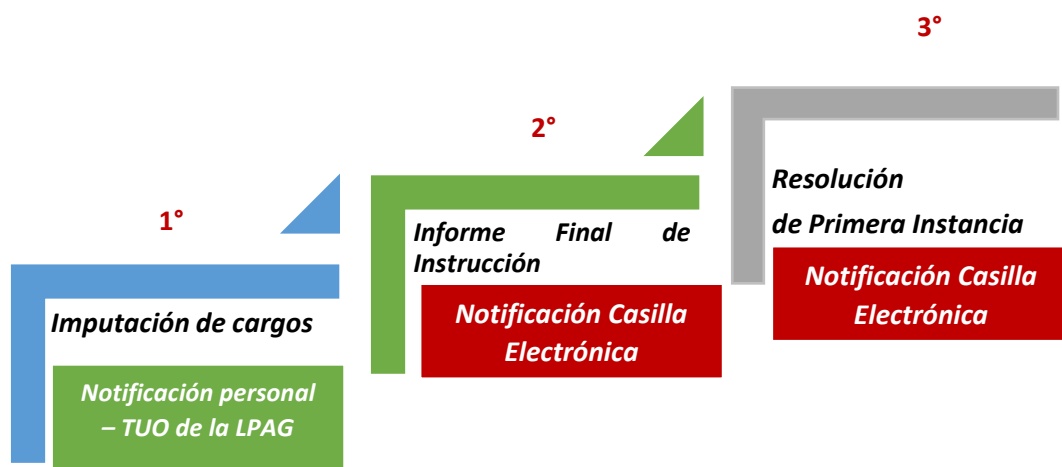 1°
Imputación de cargos
Notificación personal
– TUO de la LPAG
2°
Informe Final de
Instrucción
Notificación Casilla
Electrónica
3°
Resolución
de Primera Instancia
Notificación Casilla
Electrónica